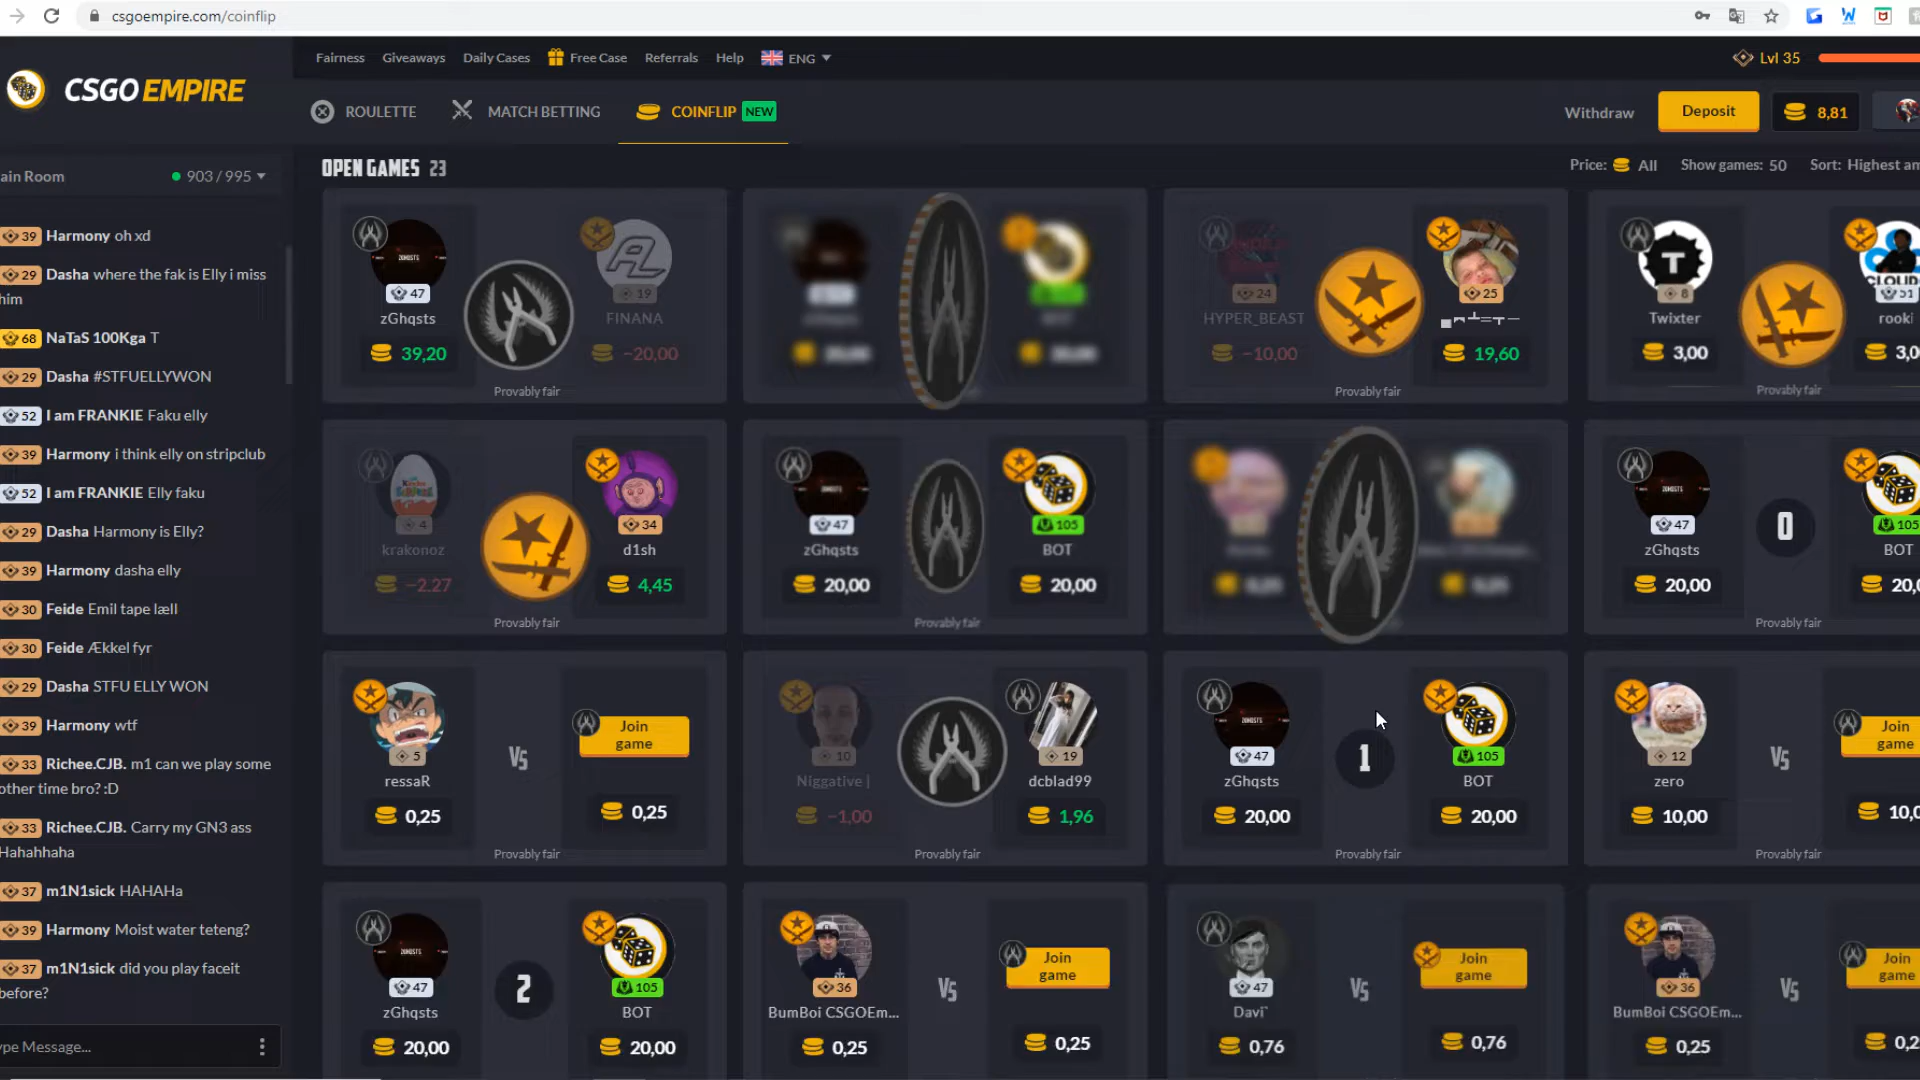 csgoempire.com/coinflip
Fairness Giveaways Daily Cases Free Case Referrals Help ENG
Lvl 35
CSGOEMPIRE
ROULETTE MATCH BETTING COINFLIP NEW
Withdraw Deposit 8,81
ain Room 903 / 995
OPEN GAMES 23
Price: All Show games: 50 Sort: Highest am
39 Harmony oh xd
29 Dasha where the fak is Elly i miss
him
68 NaTaS 100Kga T
29 Dasha #STFUELLYWON
52 I am FRANKIE Faku elly
39 Harmony i think elly on stripclub
52 I am FRANKIE Elly faku
29 Dasha Harmony is Elly?
39 Harmony dasha elly
30 Feide Emil tape læll
30 Feide Ækkel fyr
29 Dasha STFU ELLY WON
39 Harmony wtf
33 Richee.CJB. m1 can we play some
other time bro? :D
33 Richee.CJB. Carry my GN3 ass
Hahahhaha
37 m1N1sick HAHAHa
39 Harmony Moist water teteng?
37 m1N1sick did you play faceit
before?
ype Message...
47 19
zGhqsts FINANA
39,20 −20,00
Provably fair
24 25
HYPER_BEAST
−10,00 19,60
Provably fair
T
CLOUD
8 51
Twixter rooki
3,00 3,0
Provably fair
4 34
krakonoz d1sh
−2.27 4,45
Provably fair
47 105
zGhqsts BOT
20,00 20,00
Provably fair
47 0 105
zGhqsts BOT
20,00 20,
Provably fair
5 VS Join
game
ressaR
0,25 0,25
Provably fair
10 19
Niggative | dcblad99
−1,00 1,96
Provably fair
47 1 105
zGhqsts BOT
20,00 20,00
Provably fair
12 VS Join
game
zero
10,00 10,0
Provably fair
47 2 105
zGhqsts BOT
20,00 20,00
36 VS Join
game
BumBoi CSGOEm...
0,25 0,25
47 VS Join
game
Davi`
0,76 0,76
36 VS Join
game
BumBoi CSGOEm...
0,25 0,2